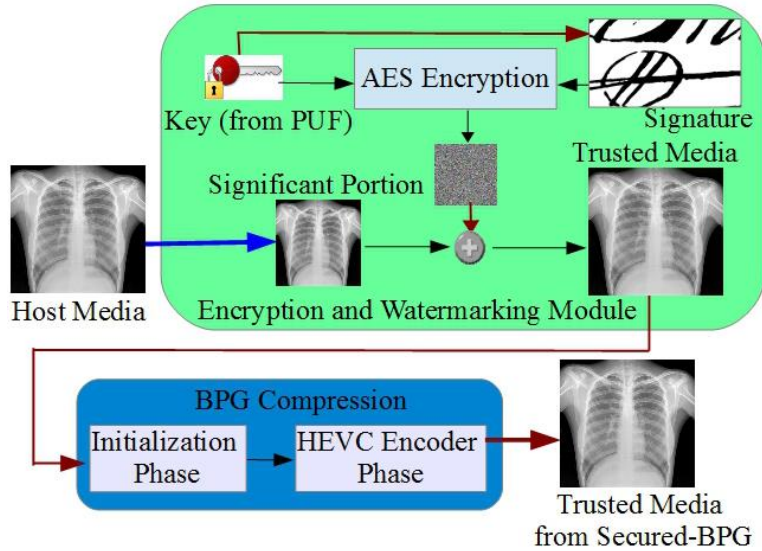 AES Encryption
Key (from PUF)
Signature
Trusted Media
Significant Portion
Host Media
Encryption and Watermarking Module
BPG Compression
Initialization
Phase
HEVC Encoder
Phase
Trusted Media
from Secured-BPG